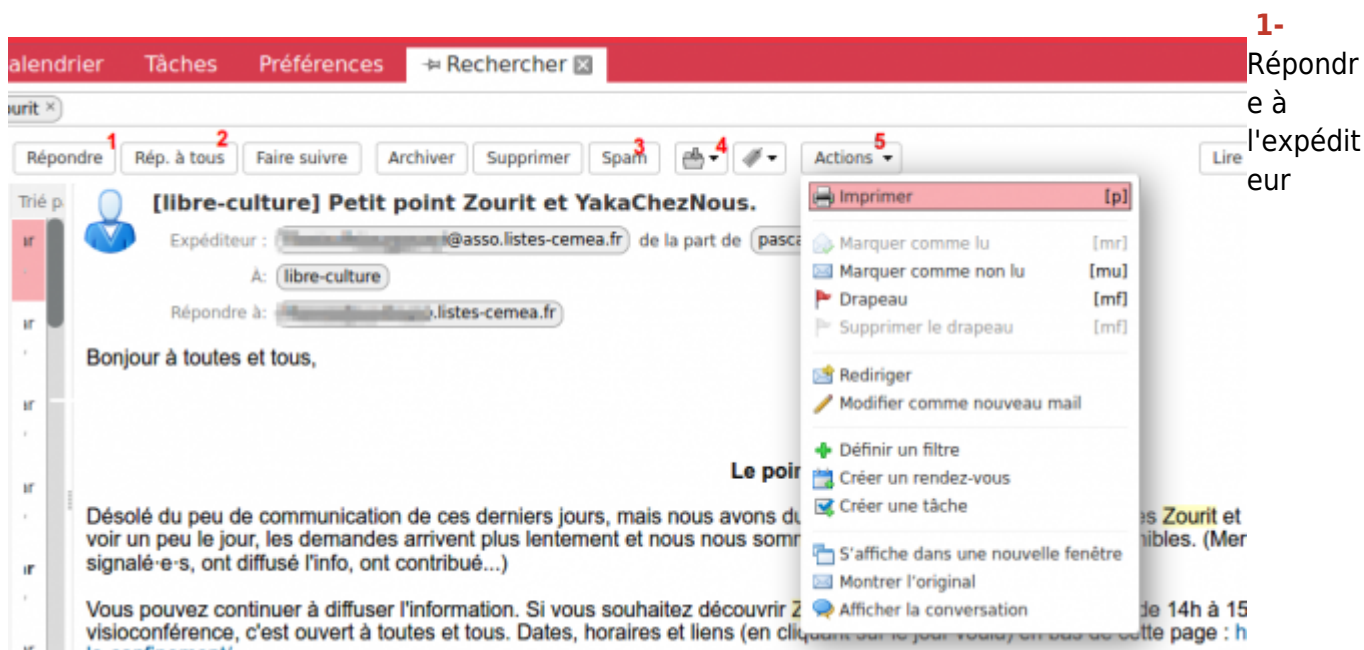 1-
Répondr
e à
l'expédit
eur
alendrier Tâches Préférences Rechercher
ourit ×
1 2 3 4 5
Répondre Rép. à tous Faire suivre Archiver Supprimer Spam Actions Lire
Trié p.
[libre-culture] Petit point Zourit et YakaChezNous.
Expéditeur : @asso.listes-cemea.fr de la part de pasca
À: libre-culture
Répondre à: .listes-cemea.fr
Bonjour à toutes et tous,
Le poin
Désolé du peu de communication de ces derniers jours, mais nous avons du es Zourit et
voir un peu le jour, les demandes arrivent plus lentement et nous nous somm nibles. (Mer
signalé·e·s, ont diffusé l'info, ont contribué...)
Vous pouvez continuer à diffuser l'information. Si vous souhaitez découvrir Z de 14h à 15
visioconférence, c'est ouvert à toutes et tous. Dates, horaires et liens (en cliquant sur le jour voulu) en bas de cette page : h
Imprimer [p]
Marquer comme lu [mr]
Marquer comme non lu [mu]
Drapeau [mf]
Supprimer le drapeau [mf]
Rediriger
Modifier comme nouveau mail
Définir un filtre
Créer un rendez-vous
Créer une tâche
S'affiche dans une nouvelle fenêtre
Montrer l'original
Afficher la conversation